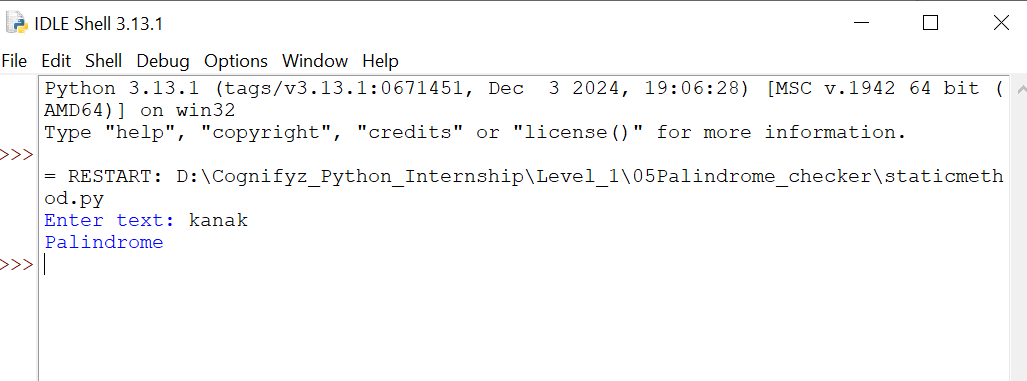 IDLE Shell 3.13.1
File Edit Shell Debug Options Window Help
Python 3.13.1 (tags/v3.13.1:0671451, Dec  3 2024, 19:06:28) [MSC v.1942 64 bit (
AMD64)] on win32
Type "help", "copyright", "credits" or "license()" for more information.
>>>
= RESTART: D:\Cognifyz_Python_Internship\Level_1\05Palindrome_checker\staticmeth
od.py
Enter text: kanak
Palindrome
>>>